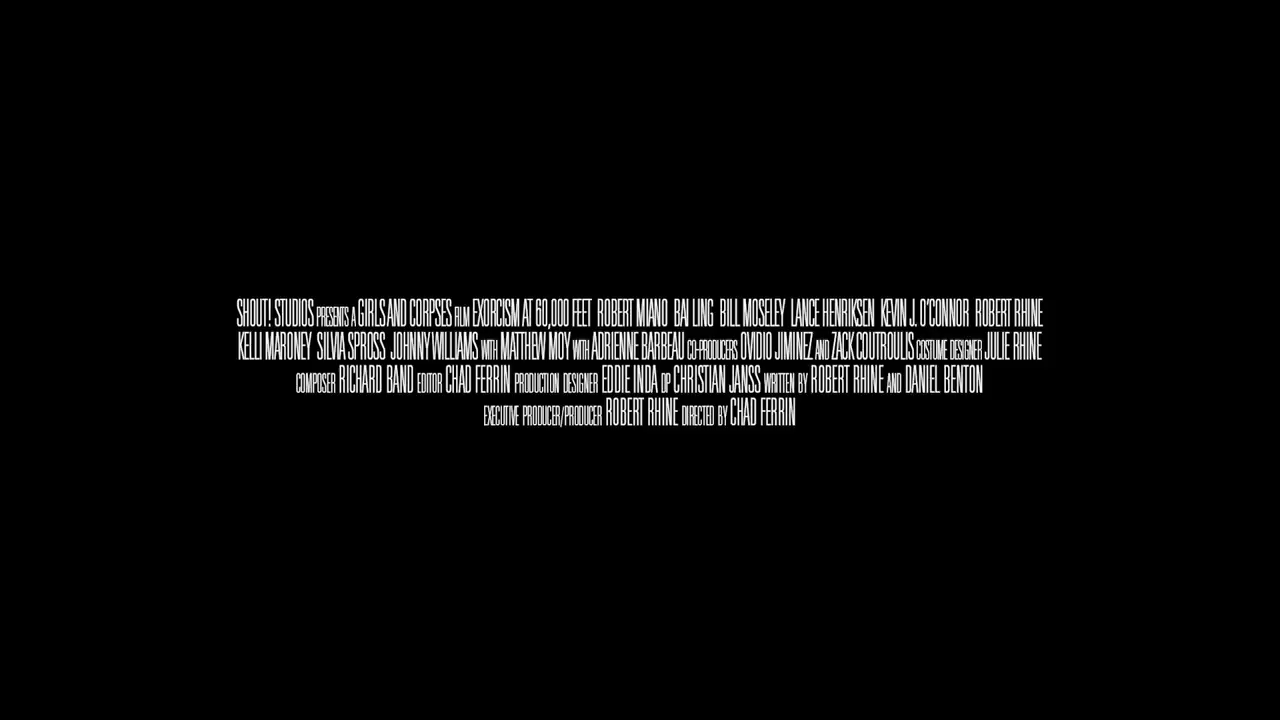 SHOUT! STUDIOS PRESENTS A GIRLS AND CORPSES FILM EXORCISM AT 60,000 FEET ROBERT MIANO BAI LING BILL MOSELEY LANCE HENRIKSEN KEVIN J. O'CONNOR ROBERT RHINE
KELLI MARONEY SILVIA SPROSS JOHNNY WILLIAMS WITH MATTHEW MOY WITH ADRIENNE BARBEAU CO-PRODUCERS OVIDIO JIMINEZ AND ZACK COUTROULIS COSTUME DESIGNER JULIE RHINE
COMPOSER RICHARD BAND EDITOR CHAD FERRIN PRODUCTION DESIGNER EDDIE INDA DP CHRISTIAN JANSS WRITTEN BY ROBERT RHINE AND DANIEL BENTON
EXECUTIVE PRODUCER/PRODUCER ROBERT RHINE DIRECTED BY CHAD FERRIN